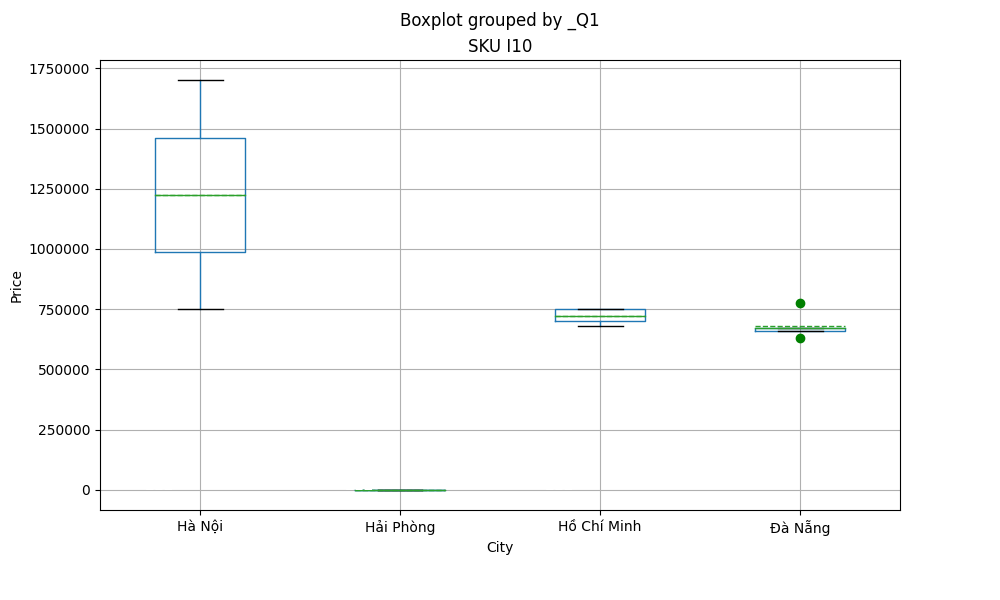 Boxplot grouped by _Q1
SKU I10
1750000
1500000
1250000
1000000
750000
500000
250000
0
Price
Hà Nội
Hải Phòng
Hồ Chí Minh
Đà Nẵng
City